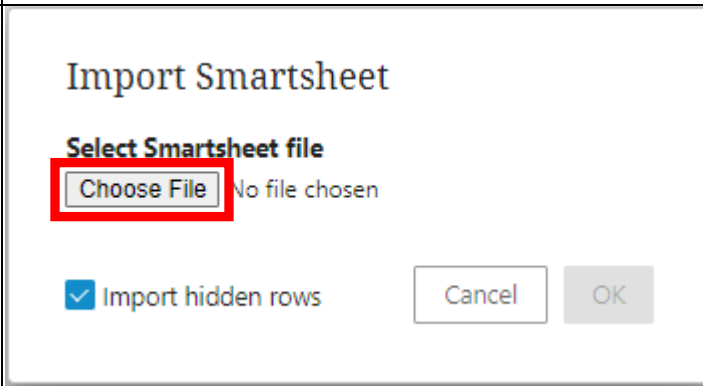 Import Smartsheet
Select Smartsheet file
Choose File No file chosen
Import hidden rows Cancel OK